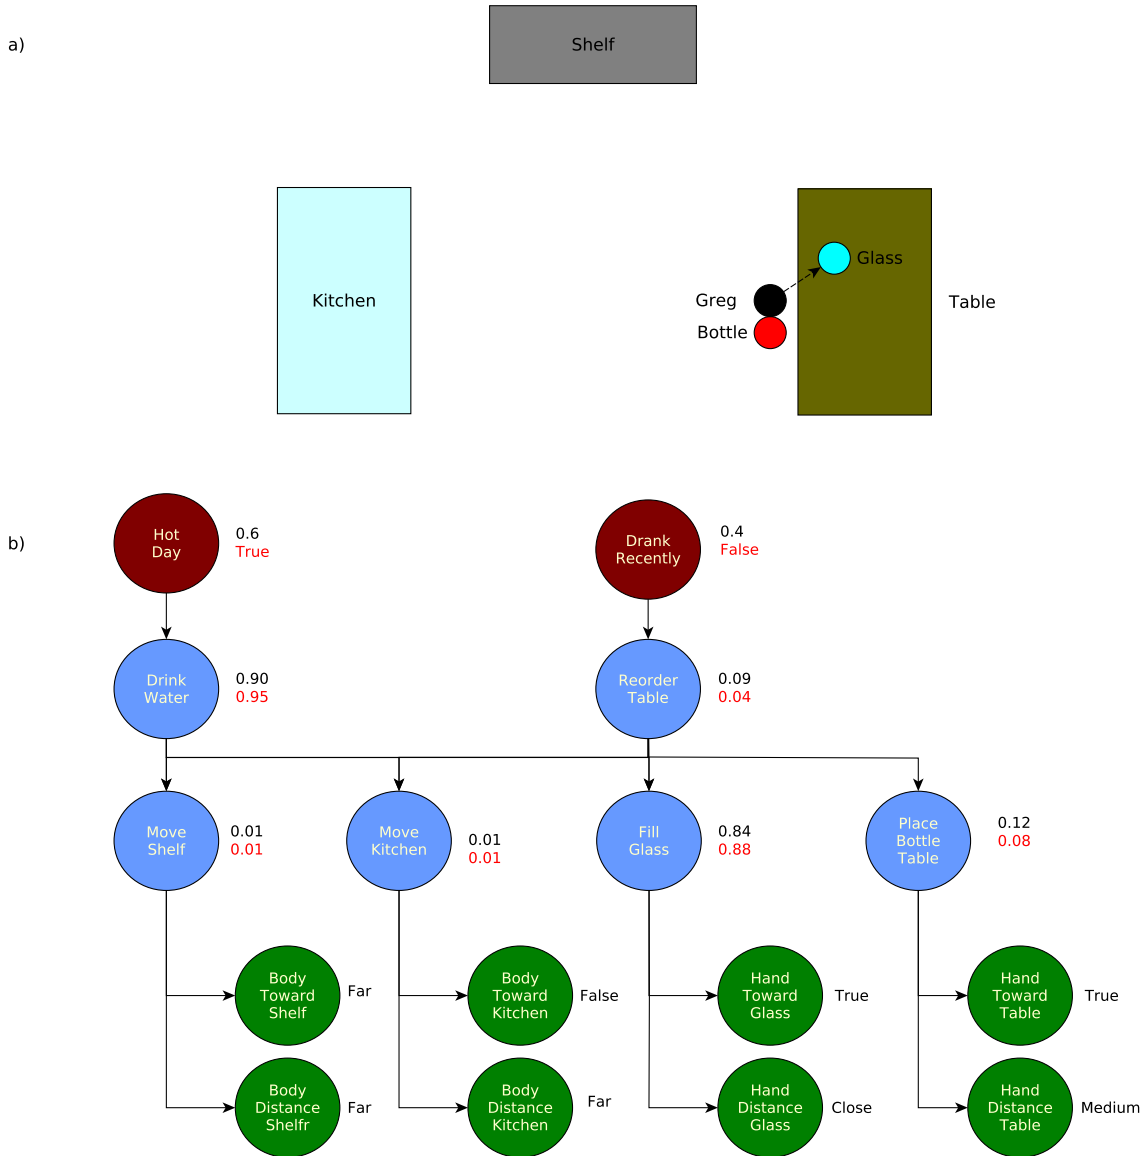 a)
Shelf
Kitchen
Glass
Greg
Table
Bottle
b)
Hot
Day
0.6
True
Drank
Recently
0.4
False
Drink
Water
0.90
0.95
Reorder
Table
0.09
0.04
Move
Shelf
0.01
0.01
Move
Kitchen
0.01
0.01
Fill
Glass
0.84
0.88
Place
Bottle
Table
0.12
0.08
Body
Toward
Shelf
Far
Body
Toward
Kitchen
False
Hand
Toward
Glass
True
Hand
Toward
Table
True
Body
Distance
Shelfr
Far
Body
Distance
Kitchen
Far
Hand
Distance
Glass
Close
Hand
Distance
Table
Medium